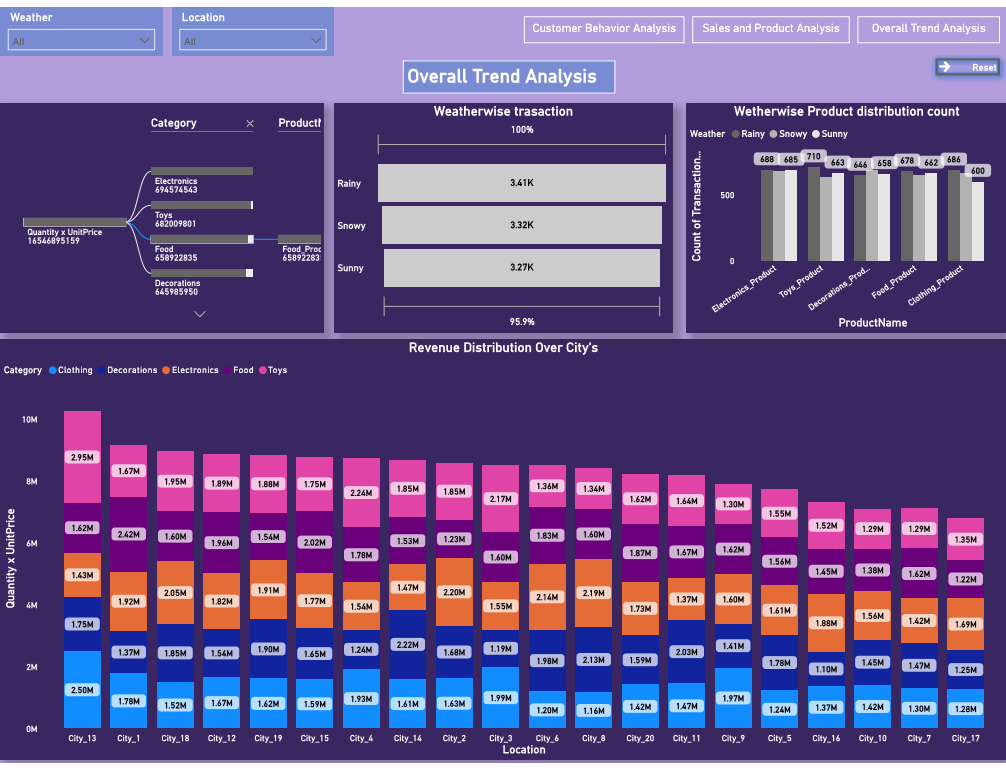 Weather
All
Location
All
Customer Behavior Analysis
Sales and Product Analysis
Overall Trend Analysis
Reset
Overall Trend Analysis
Category
Electronics
694574543
Toys
682009801
Quantity x UnitPrice
16546895159
Food
658922835
Decorations
645985950
Weatherwise trasaction
100%
Rainy
3.41K
Snowy
3.32K
Sunny
3.27K
95.9%
Wetherwise Product distribution count
Weather Rainy Snowy Sunny
Count of Transaction...
500
0
688 685 710 663 646 658 678 662 686 600
Electronics_Product
Toys_Product
Decorations_Prod...
Food_Product
Clothing_Product
ProductName
Revenue Distribution Over City's
Category Clothing Decorations Electronics Food Toys
Quantity x UnitPrice
10M
8M
6M
4M
2M
0M
2.95M 1.67M 1.95M 1.89M 1.88M 1.75M 2.24M 1.85M 1.85M 2.17M 1.36M 1.34M 1.62M 1.64M 1.30M 1.55M 1.52M 1.29M 1.29M 1.35M
1.62M 2.42M 1.60M 1.96M 1.54M 2.02M 1.78M 1.53M 1.23M 1.60M 1.83M 1.60M 1.87M 1.67M 1.62M 1.56M 1.45M 1.38M 1.62M 1.22M
1.43M 1.92M 2.05M 1.82M 1.91M 1.77M 1.54M 1.47M 2.20M 1.55M 2.14M 2.19M 1.73M 1.37M 1.60M 1.61M 1.88M 1.56M 1.42M 1.69M
1.75M 1.37M 1.85M 1.54M 1.90M 1.65M 1.24M 2.22M 1.68M 1.19M 1.98M 2.13M 1.59M 2.03M 1.41M 1.78M 1.10M 1.45M 1.47M 1.25M
2.50M 1.78M 1.52M 1.67M 1.62M 1.59M 1.93M 1.61M 1.63M 1.99M 1.20M 1.16M 1.42M 1.47M 1.97M 1.24M 1.37M 1.42M 1.30M 1.28M
City_13 City_1 City_18 City_12 City_19 City_15 City_4 City_14 City_2 City_3 City_6 City_8 City_20 City_11 City_9 City_5 City_16 City_10 City_7 City_17
Location